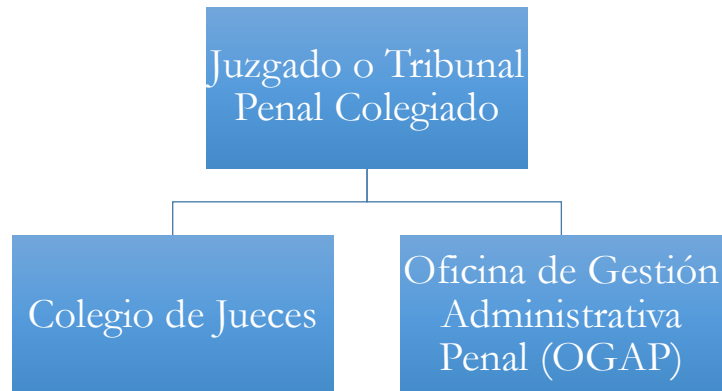 Juzgado o Tribunal
Penal Colegiado
Colegio de Jueces
Oficina de Gestión
Administrativa
Penal (OGAP)